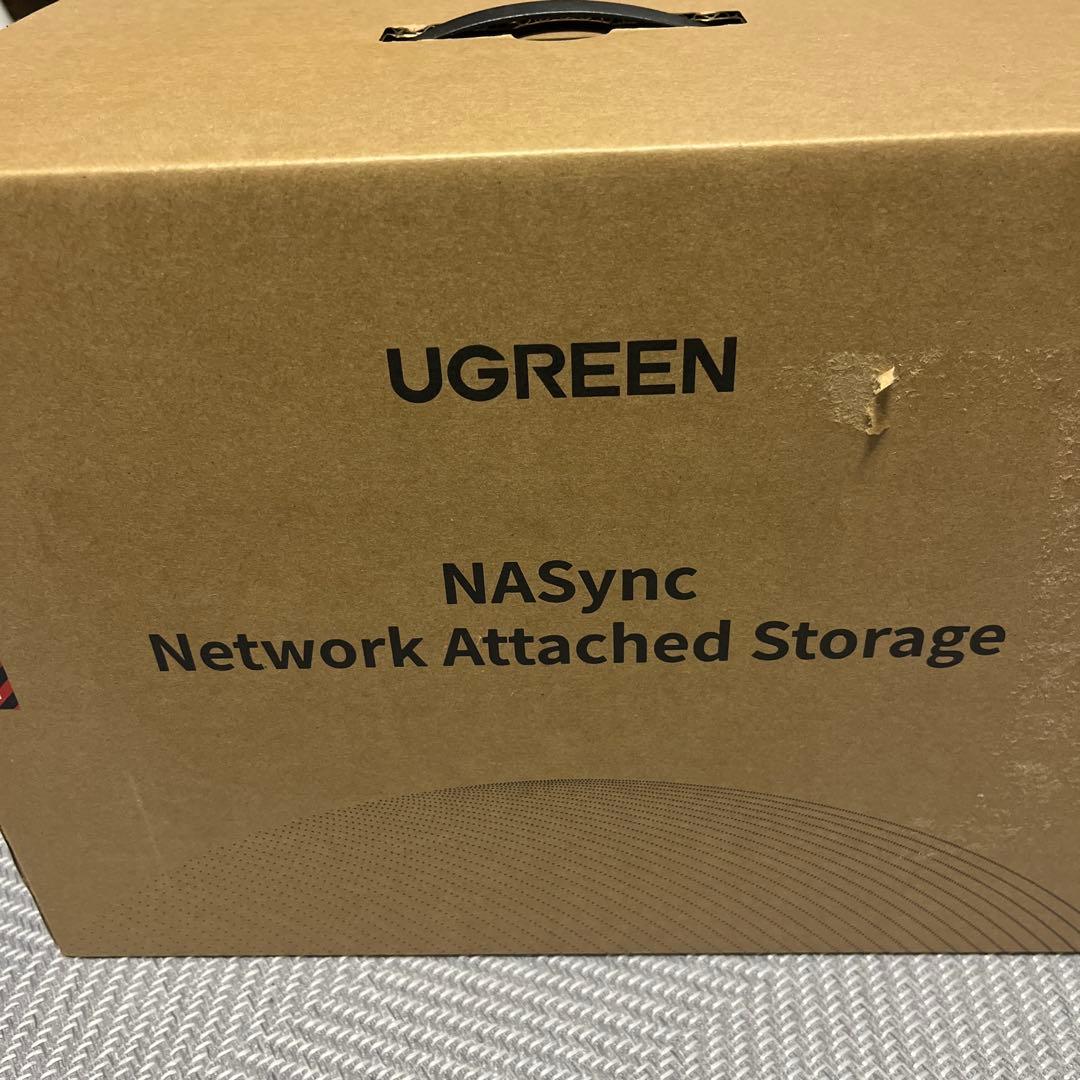 UGREEN
NASync
Network Attached Storage